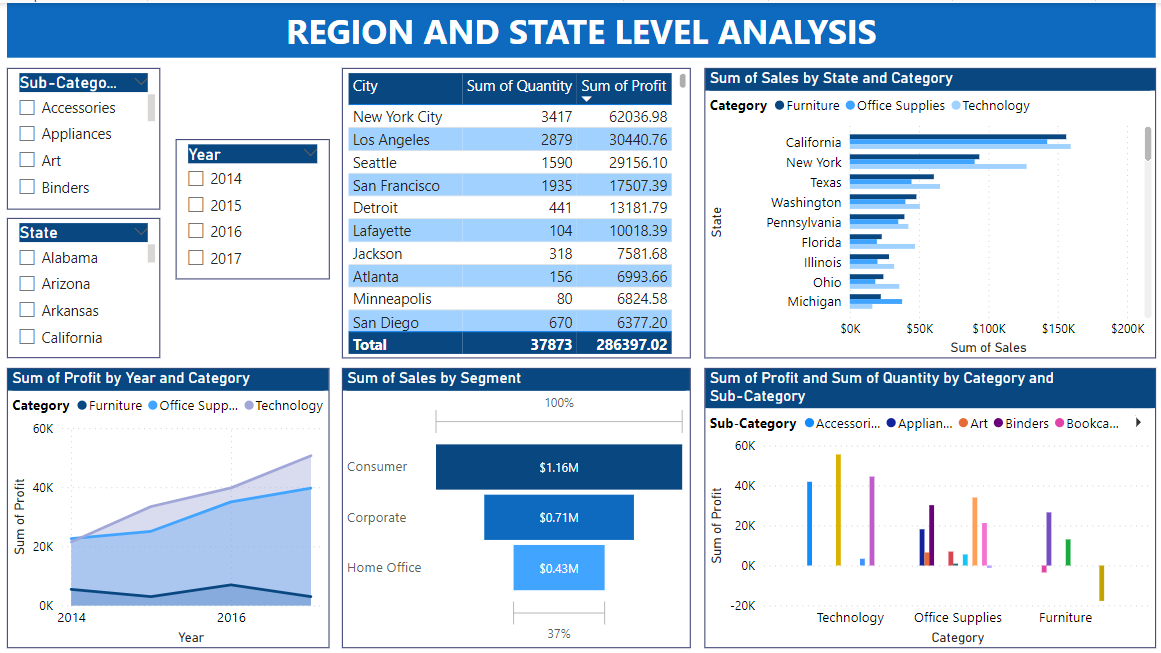 REGION AND STATE LEVEL ANALYSIS
Sub-Catego...
Accessories
Appliances
Art
Binders
State
Alabama
Arizona
Arkansas
California
Year
2014
2015
2016
2017
City Sum of Quantity Sum of Profit
New York City 3417 62036.98
Los Angeles 2879 30440.76
Seattle 1590 29156.10
San Francisco 1935 17507.39
Detroit 441 13181.79
Lafayette 104 10018.39
Jackson 318 7581.68
Atlanta 156 6993.66
Minneapolis 80 6824.58
San Diego 670 6377.20
Total 37873 286397.02
Sum of Sales by State and Category
Category Furniture Office Supplies Technology
State
California
New York
Texas
Washington
Pennsylvania
Florida
Illinois
Ohio
Michigan
$0K $50K $100K $150K $200K
Sum of Sales
Sum of Profit by Year and Category
Category Furniture Office Supp... Technology
Sum of Profit
60K
40K
20K
0K
2014 2016
Year
Sum of Sales by Segment
100%
Consumer $1.16M
Corporate $0.71M
Home Office $0.43M
37%
Sum of Profit and Sum of Quantity by Category and
Sub-Category
Sub-Category Accessori... Applian... Art Binders Bookca...
Sum of Profit
60K
40K
20K
0K
-20K
Technology Office Supplies Furniture
Category